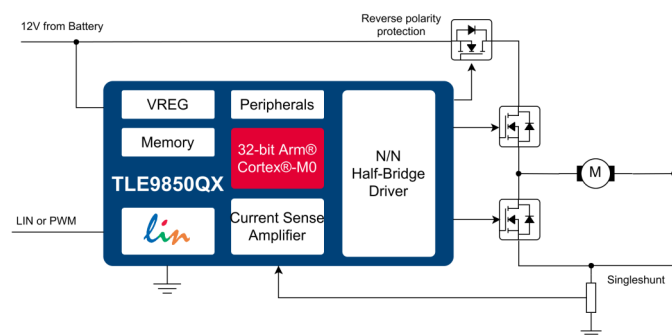 Reverse polarity
protection
12V from Battery
VREG
Peripherals
Memory
32-bit Arm®
Cortex®-M0
N/N
Half-Bridge
Driver
TLE9850QX
M
LIN or PWM
lin
Current Sense
Amplifier
Singleshunt